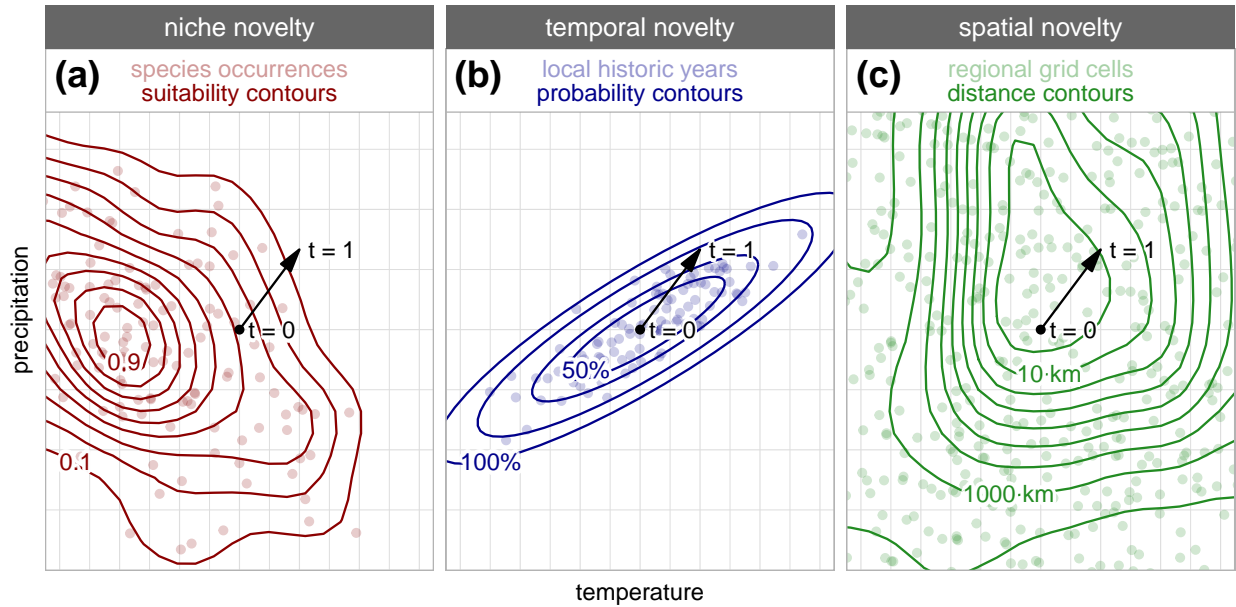 niche novelty
temporal novelty
spatial novelty
(a)
species occurrences
suitability contours
(b)
local historic years
probability contours
(c)
regional grid cells
distance contours
precipitation
t = 1
t = 0
0.9
0.1
t = 1
t = 0
50%
100%
t = 1
t = 0
10·km
1000·km
temperature